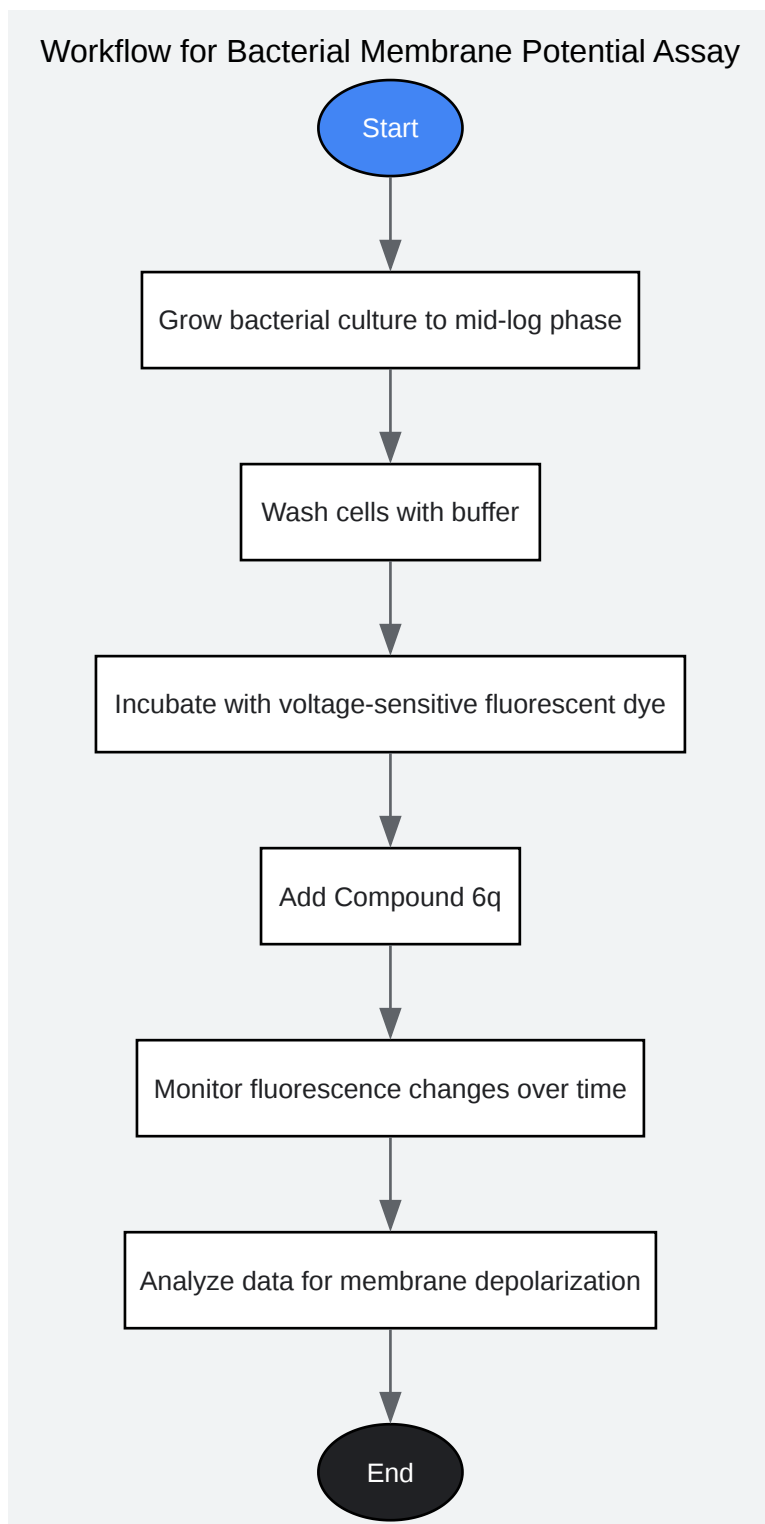 Workflow for Bacterial Membrane Potential Assay
Start
Grow bacterial culture to mid-log phase
Wash cells with buffer
Incubate with voltage-sensitive fluorescent dye
Add Compound 6q
Monitor fluorescence changes over time
Analyze data for membrane depolarization
End